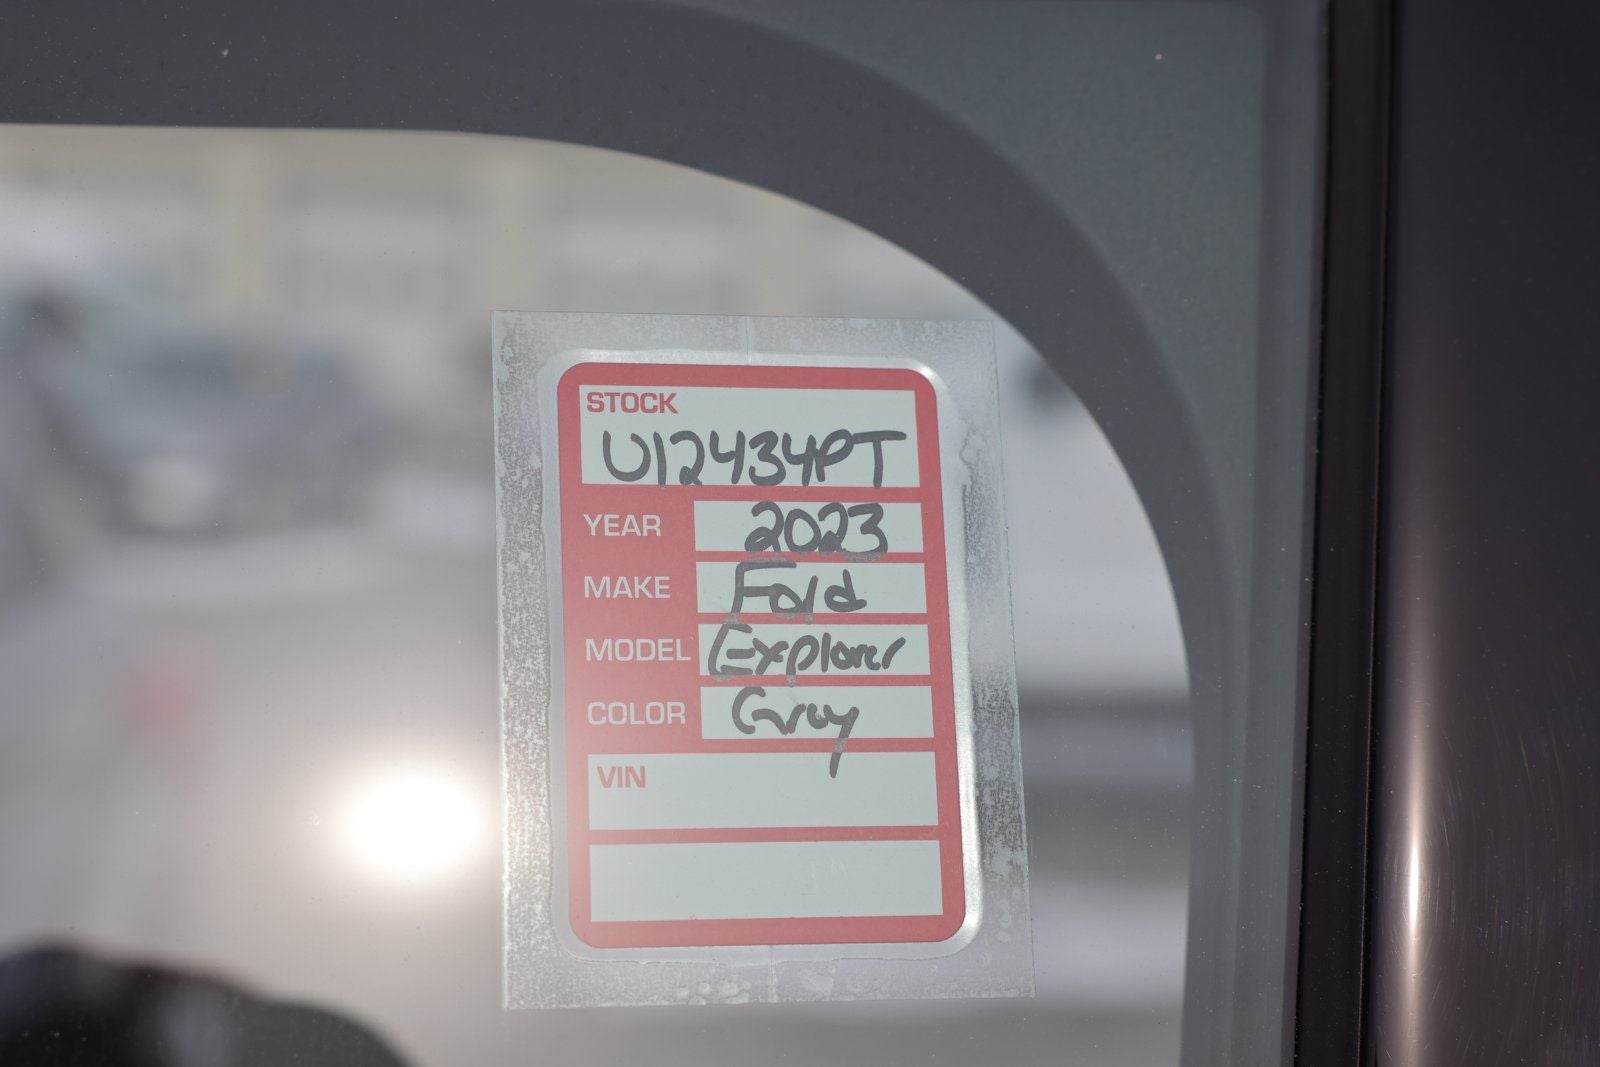 STOCK
U12434PT
YEAR 2023
MAKE Ford
MODEL Explorer
COLOR Gray
VIN